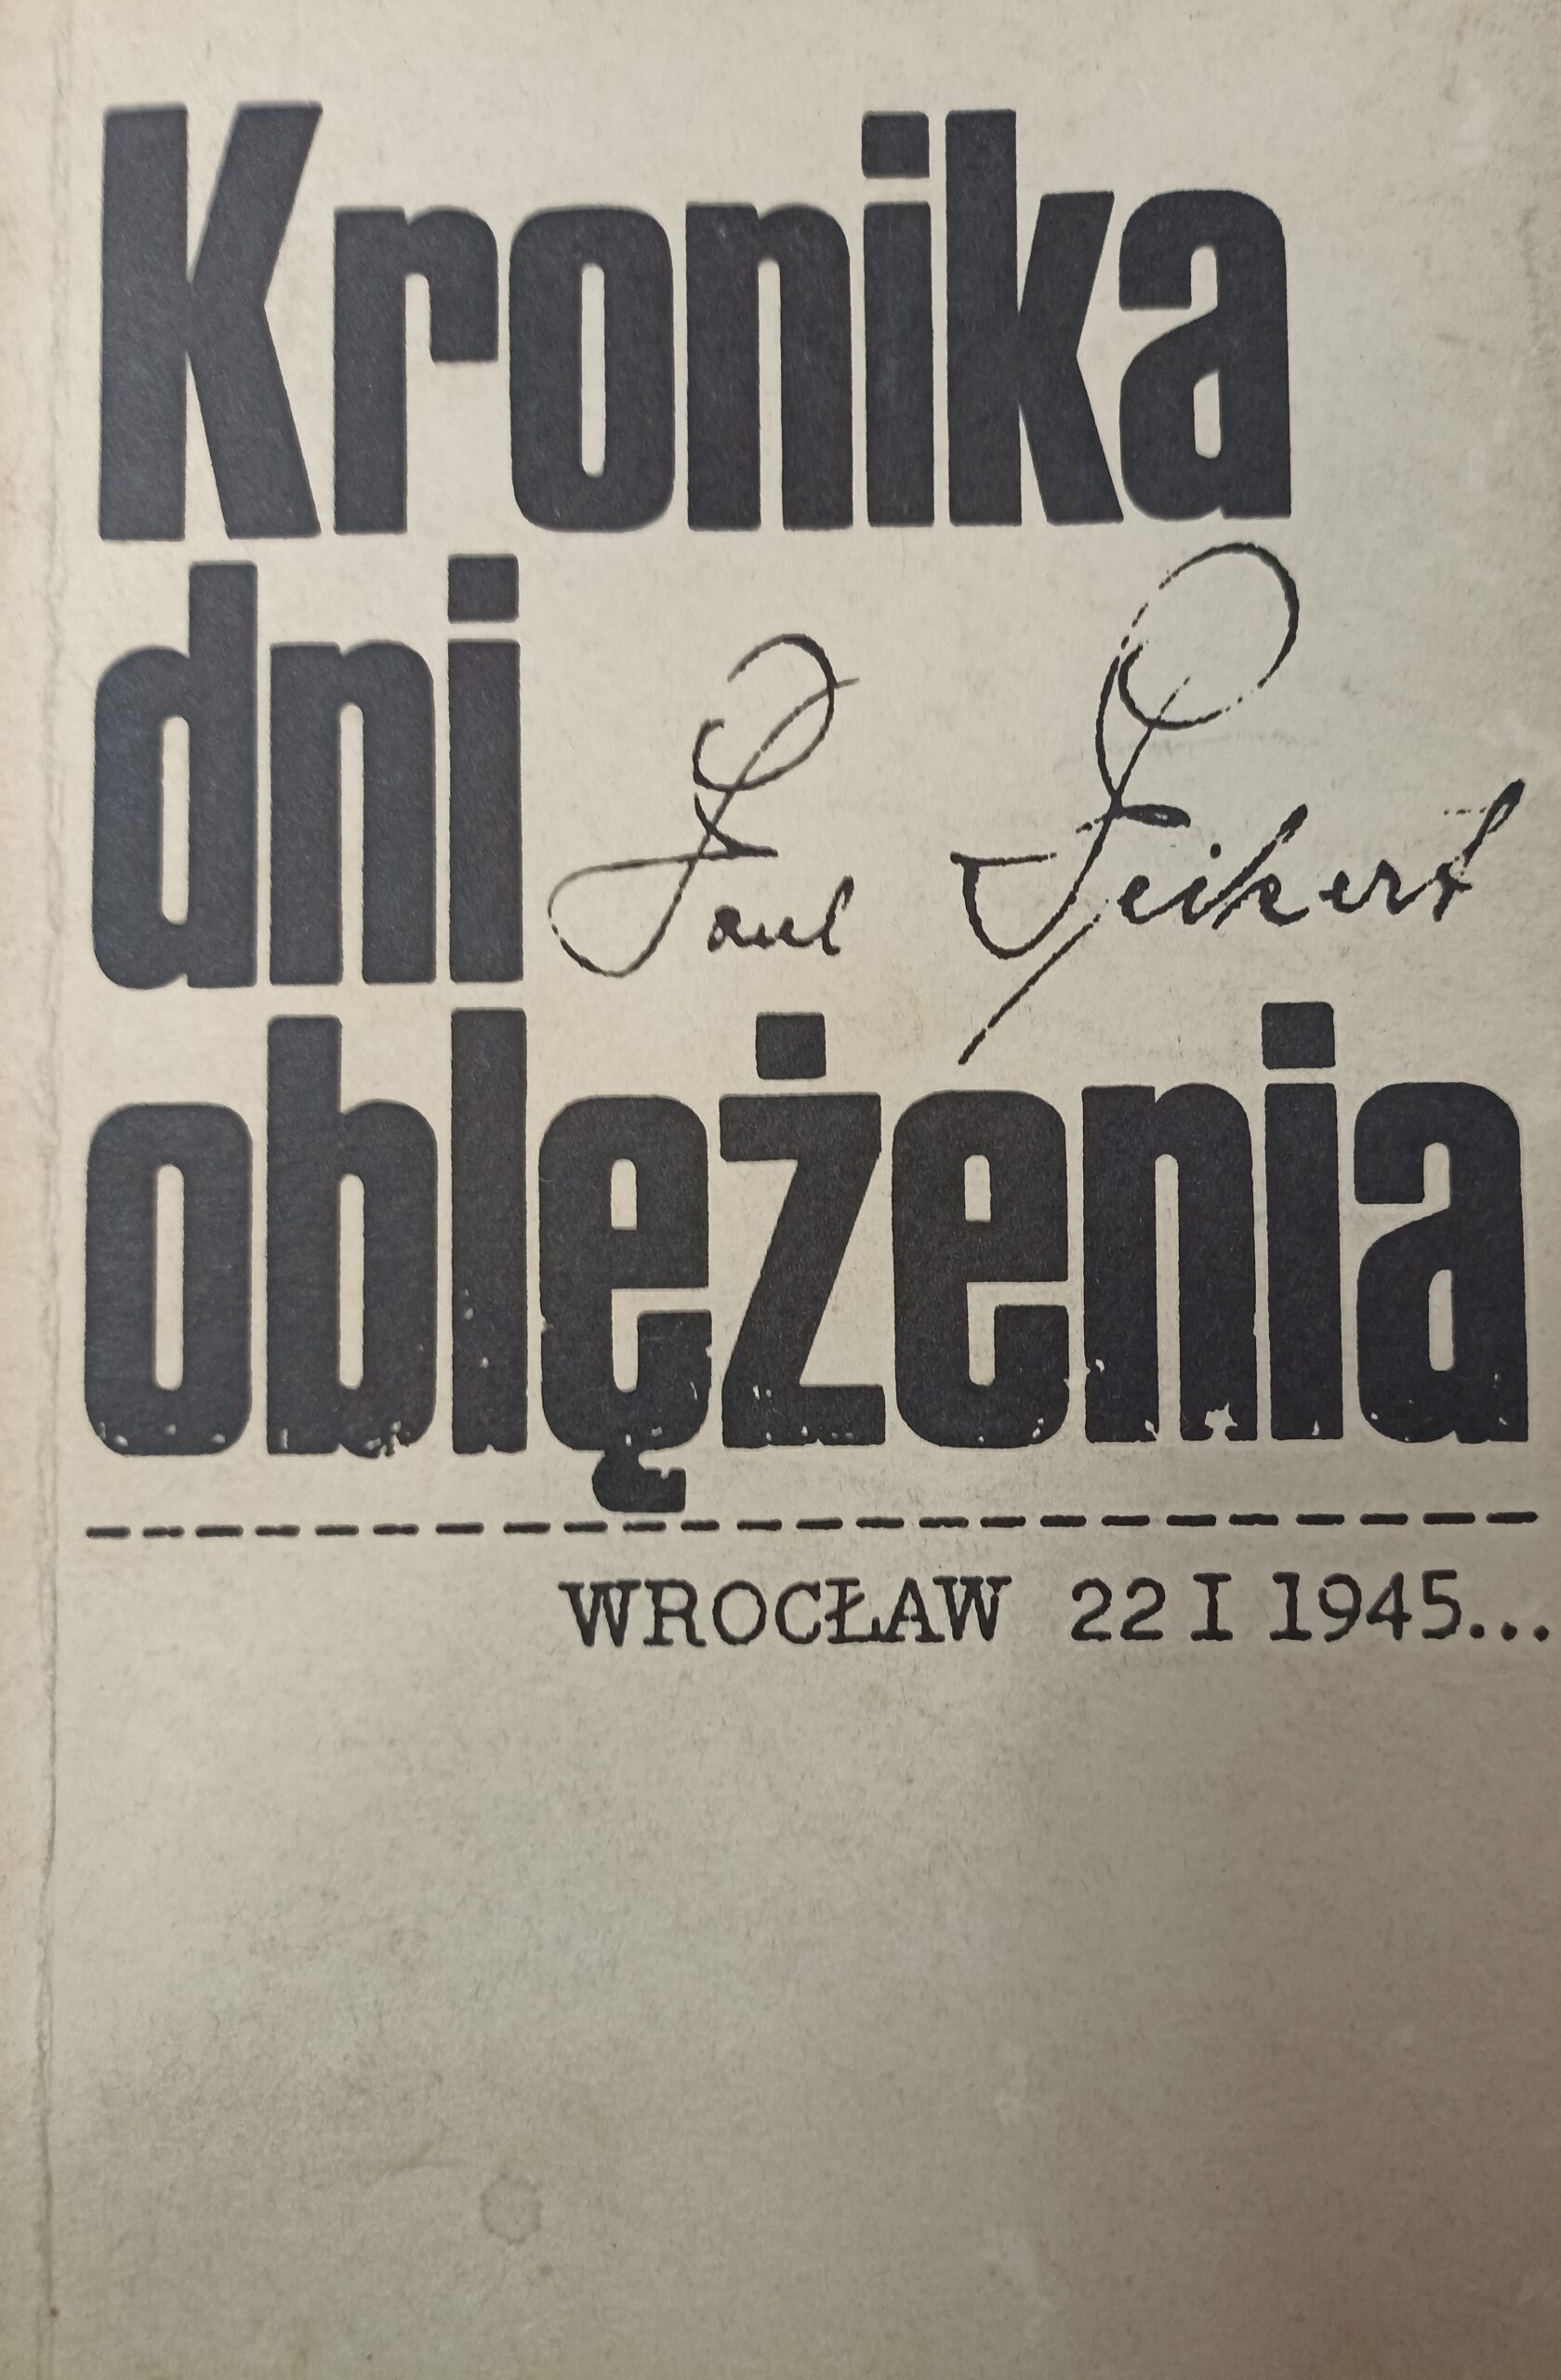 Kronika
dni
Paul Peikert
oblężenia
WROCŁAW 22 I 1945...